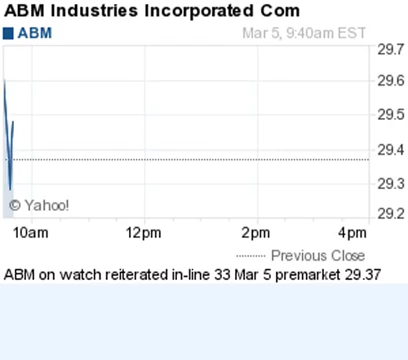 ABM Industries Incorporated Com
ABM Mar 5, 9:40am EST
29.7
29.6
29.5
29.4
29.3
29.2
© Yahoo!
10am 12pm 2pm 4pm
Previous Close
ABM on watch reiterated in-line 33 Mar 5 premarket 29.37